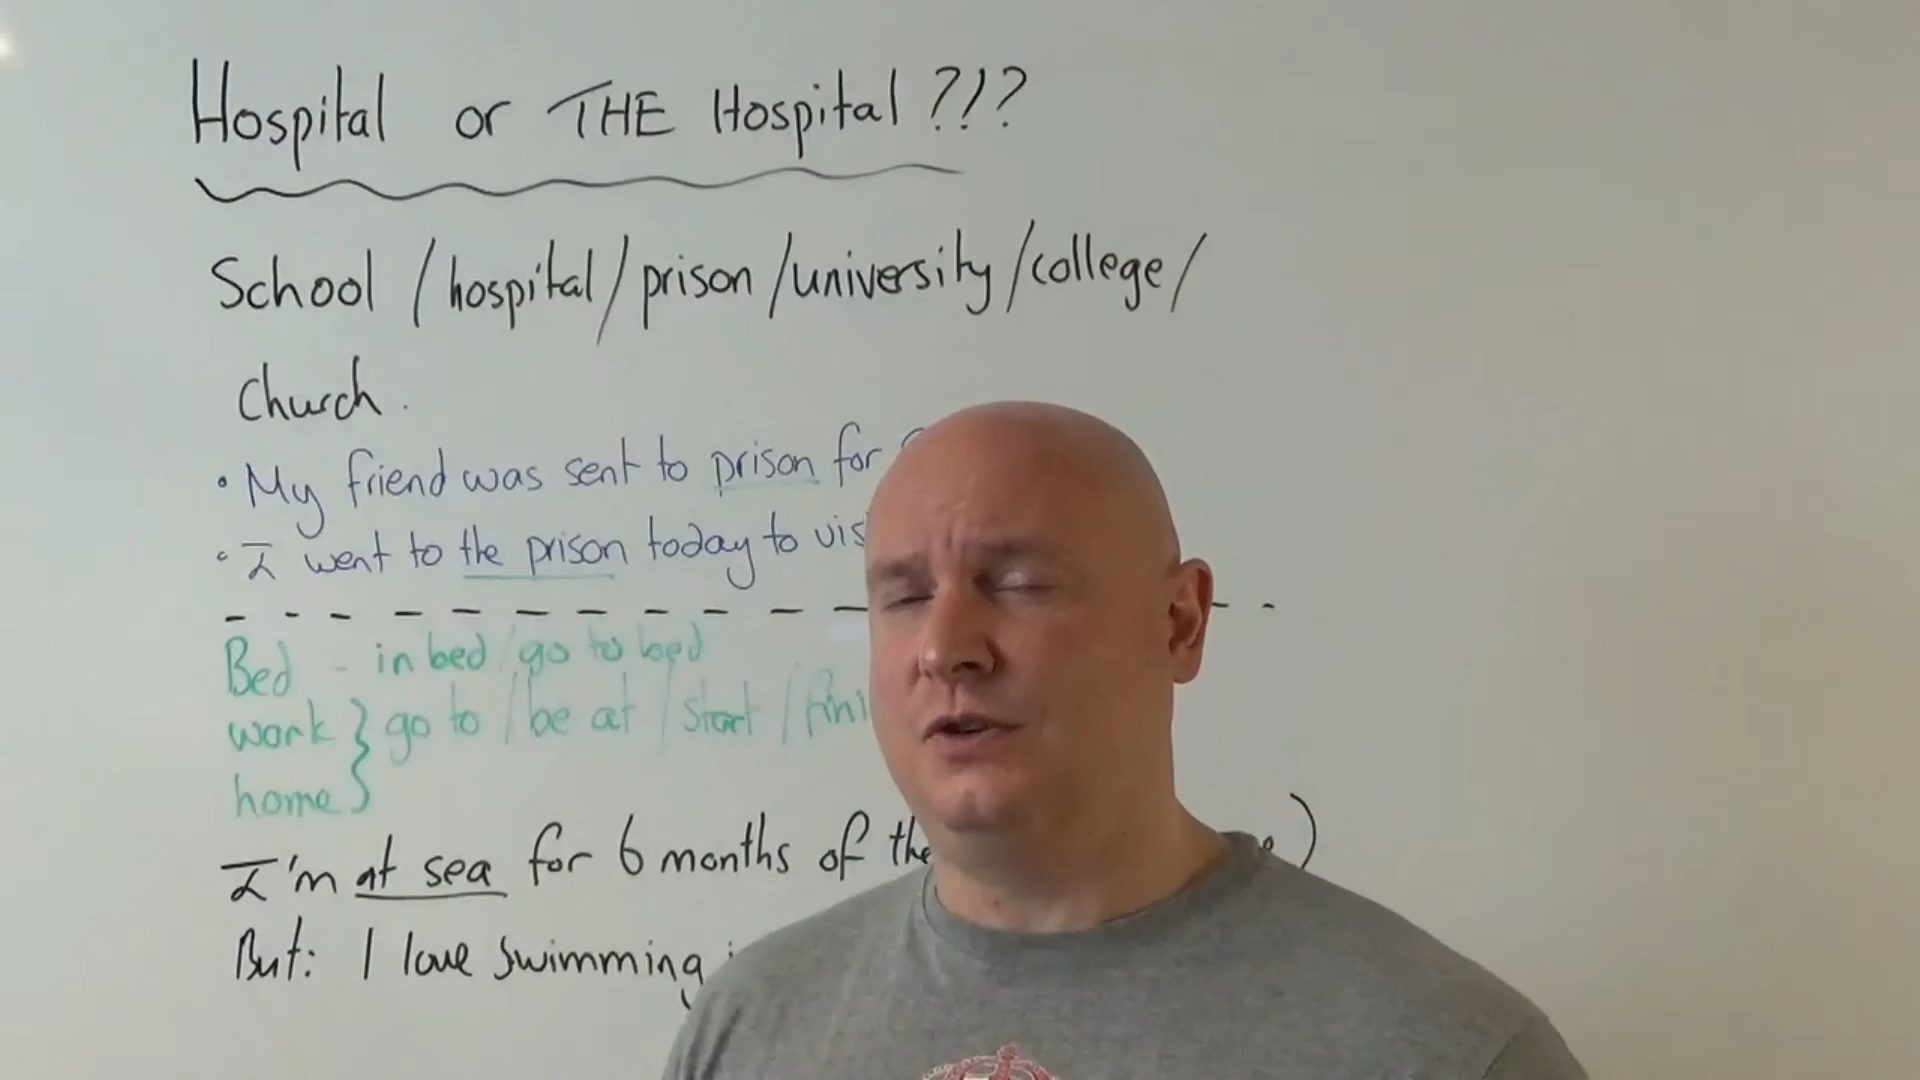 Hospital or THE Hospital ?!?
School / hospital / prison / university / college /
Church.
• My friend was sent to prison for
• I went to the prison today to
Bed - in bed / go to bed
work } go to / be at / start /
home
I'm at sea for 6 months of the )
But: I love swimming